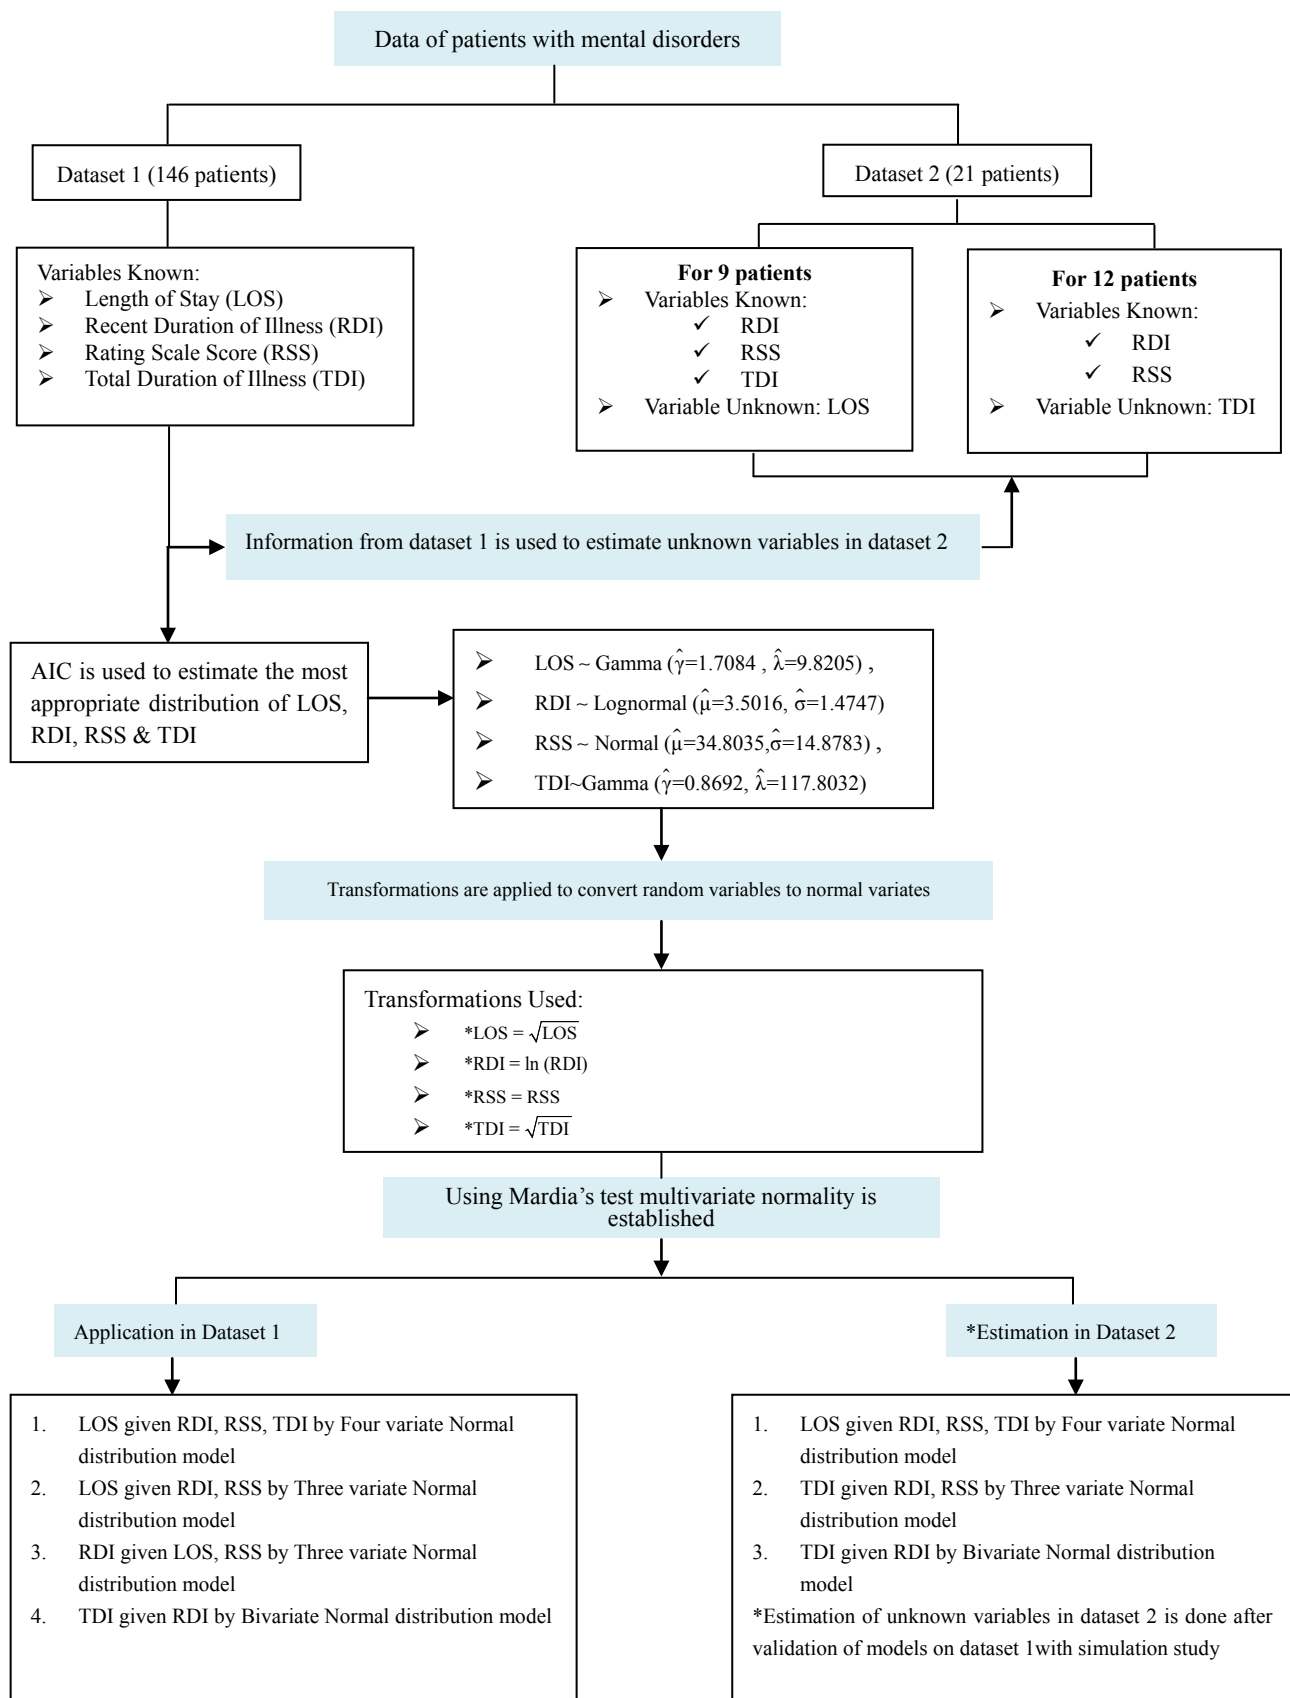 Data of patients with mental disorders
Dataset 1 (146 patients)
Dataset 2 (21 patients)
Variables Known:
➢ Length of Stay (LOS)
➢ Recent Duration of Illness (RDI)
➢ Rating Scale Score (RSS)
➢ Total Duration of Illness (TDI)
For 9 patients
➢ Variables Known:
✓ RDI
✓ RSS
✓ TDI
➢ Variable Unknown: LOS
For 12 patients
➢ Variables Known:
✓ RDI
✓ RSS
➢ Variable Unknown: TDI
Information from dataset 1 is used to estimate unknown variables in dataset 2
AIC is used to estimate the most
appropriate distribution of LOS,
RDI, RSS & TDI
➢ LOS ~ Gamma (γ̂=1.7084 , λ̂=9.8205) ,
➢ RDI ~ Lognormal (μ̂=3.5016, σ̂=1.4747)
➢ RSS ~ Normal (μ̂=34.8035,σ̂=14.8783) ,
➢ TDI~Gamma (γ̂=0.8692, λ̂=117.8032)
Transformations are applied to convert random variables to normal variates
Transformations Used:
➢ *LOS = √LOS
➢ *RDI = ln (RDI)
➢ *RSS = RSS
➢ *TDI = √TDI
Using Mardia’s test multivariate normality is
established
Application in Dataset 1
*Estimation in Dataset 2
1. LOS given RDI, RSS, TDI by Four variate Normal
distribution model
2. LOS given RDI, RSS by Three variate Normal
distribution model
3. RDI given LOS, RSS by Three variate Normal
distribution model
4. TDI given RDI by Bivariate Normal distribution model
1. LOS given RDI, RSS, TDI by Four variate Normal
distribution model
2. TDI given RDI, RSS by Three variate Normal
distribution model
3. TDI given RDI by Bivariate Normal distribution
model
*Estimation of unknown variables in dataset 2 is done after
validation of models on dataset 1with simulation study